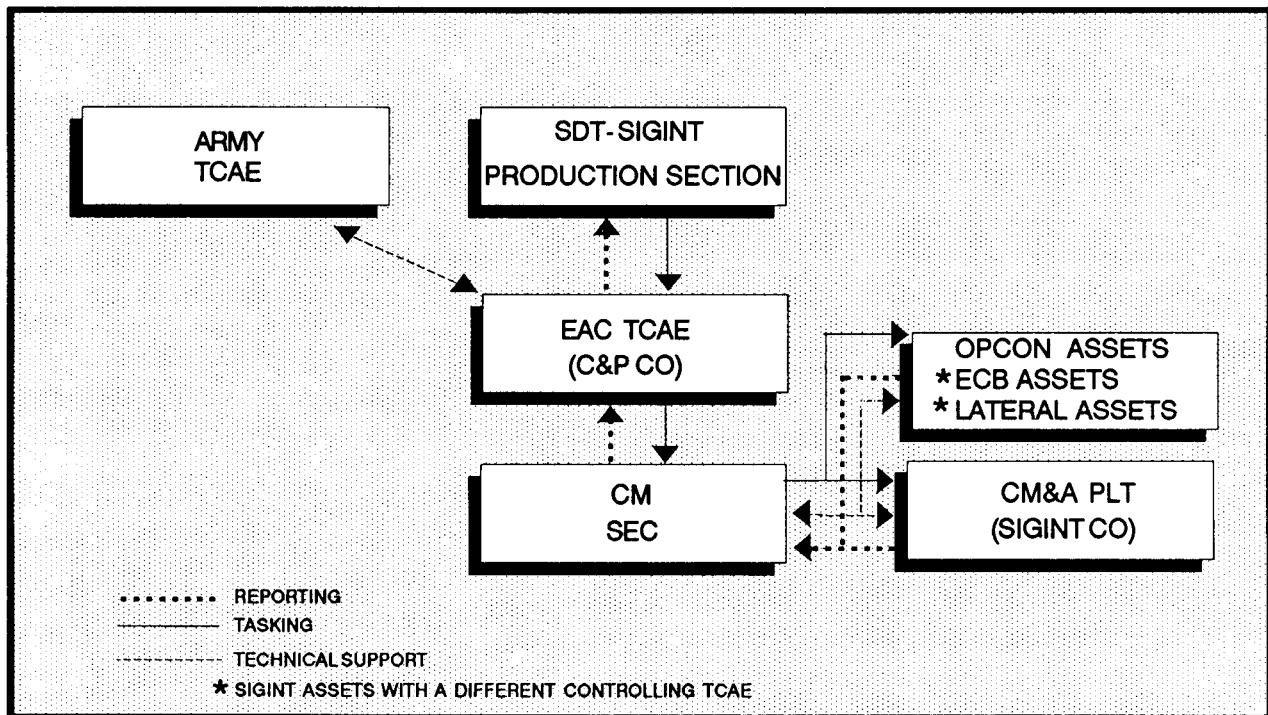 ARMY
TCAE
SDT-SIGINT
PRODUCTION SECTION
EAC TCAE
(C&P CO)
OPCON ASSETS
* ECB ASSETS
* LATERAL ASSETS
CM
SEC
CM&A PLT
(SIGINT CO)
REPORTING
TASKING
TECHNICAL SUPPORT
* SIGINT ASSETS WITH A DIFFERENT CONTROLLING TCAE